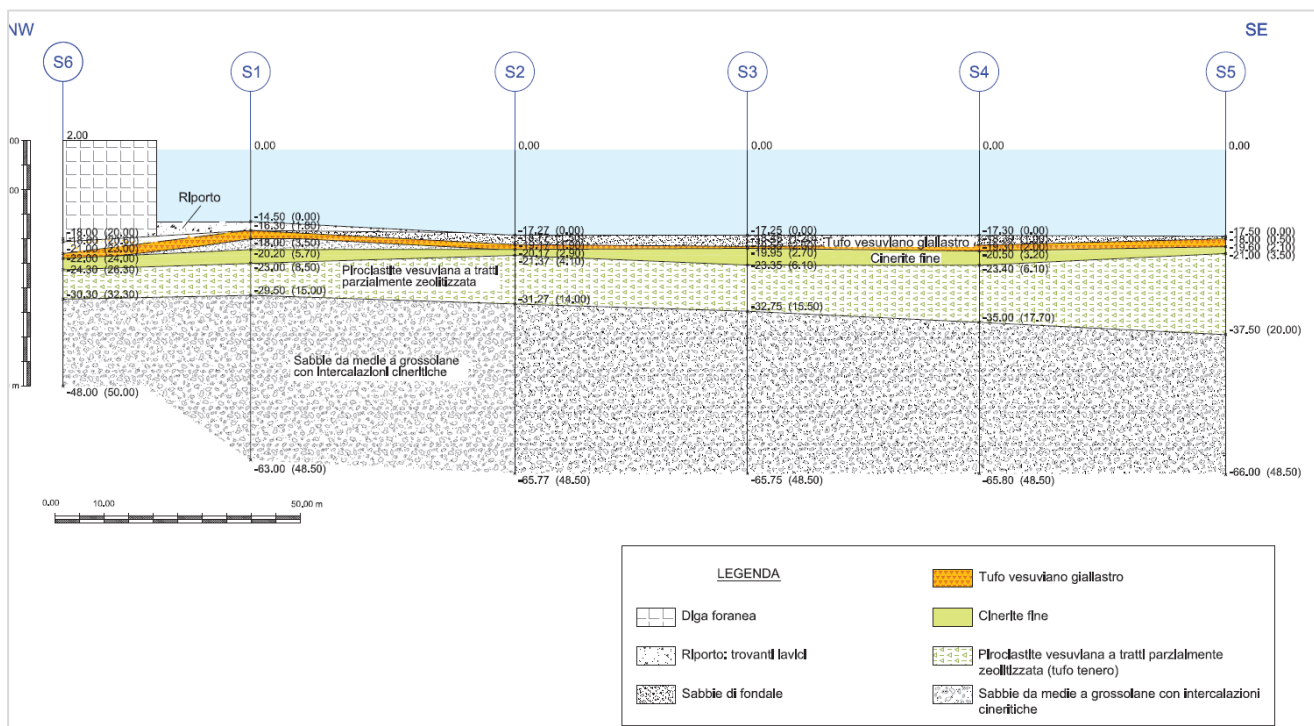 NW
SE
S6
S1
S2
S3
S4
S5
2.00
0.00
0.00
0.00
0.00
0.00
Riporto
-14.50 (0.00)
-16.30 (1.80)
-18.00 (3.50)
-20.20 (5.70)
-23.00 (8.50)
-29.50 (15.00)
-63.00 (48.50)
-18.00 (20.00)
-21.00 (23.00)
-22.00 (24.00)
-24.30 (26.30)
-30.30 (32.30)
-48.00 (50.00)
-17.27 (0.00)
-20.17 (2.90)
-21.37 (4.10)
-31.27 (14.00)
-65.77 (48.50)
-17.25 (0.00)
-19.95 (2.70)
-23.35 (6.10)
-32.75 (15.50)
-65.75 (48.50)
-17.30 (0.00)
-20.50 (3.20)
-23.40 (6.10)
-35.00 (17.70)
-65.80 (48.50)
-17.50 (0.00)
-18.00 (0.50)
-21.00 (3.50)
-37.50 (20.00)
-66.00 (48.50)
Tufo vesuviano giallastro
Cinerite fine
Piroclastite vesuviana a tratti
parzialmente zeolitizzata
Sabbie da medie a grossolane
con intercalazioni cineritiche
m
0.00 10.00 50.00 m
LEGENDA
Diga foranea
Riporto: trovanti lavici
Sabbie di fondale
Tufo vesuviano giallastro
Cinerite fine
Piroclastite vesuviana a tratti parzialmente
zeolitizzata (tufo tenero)
Sabbie da medie a grossolane con intercalazioni
cineritiche